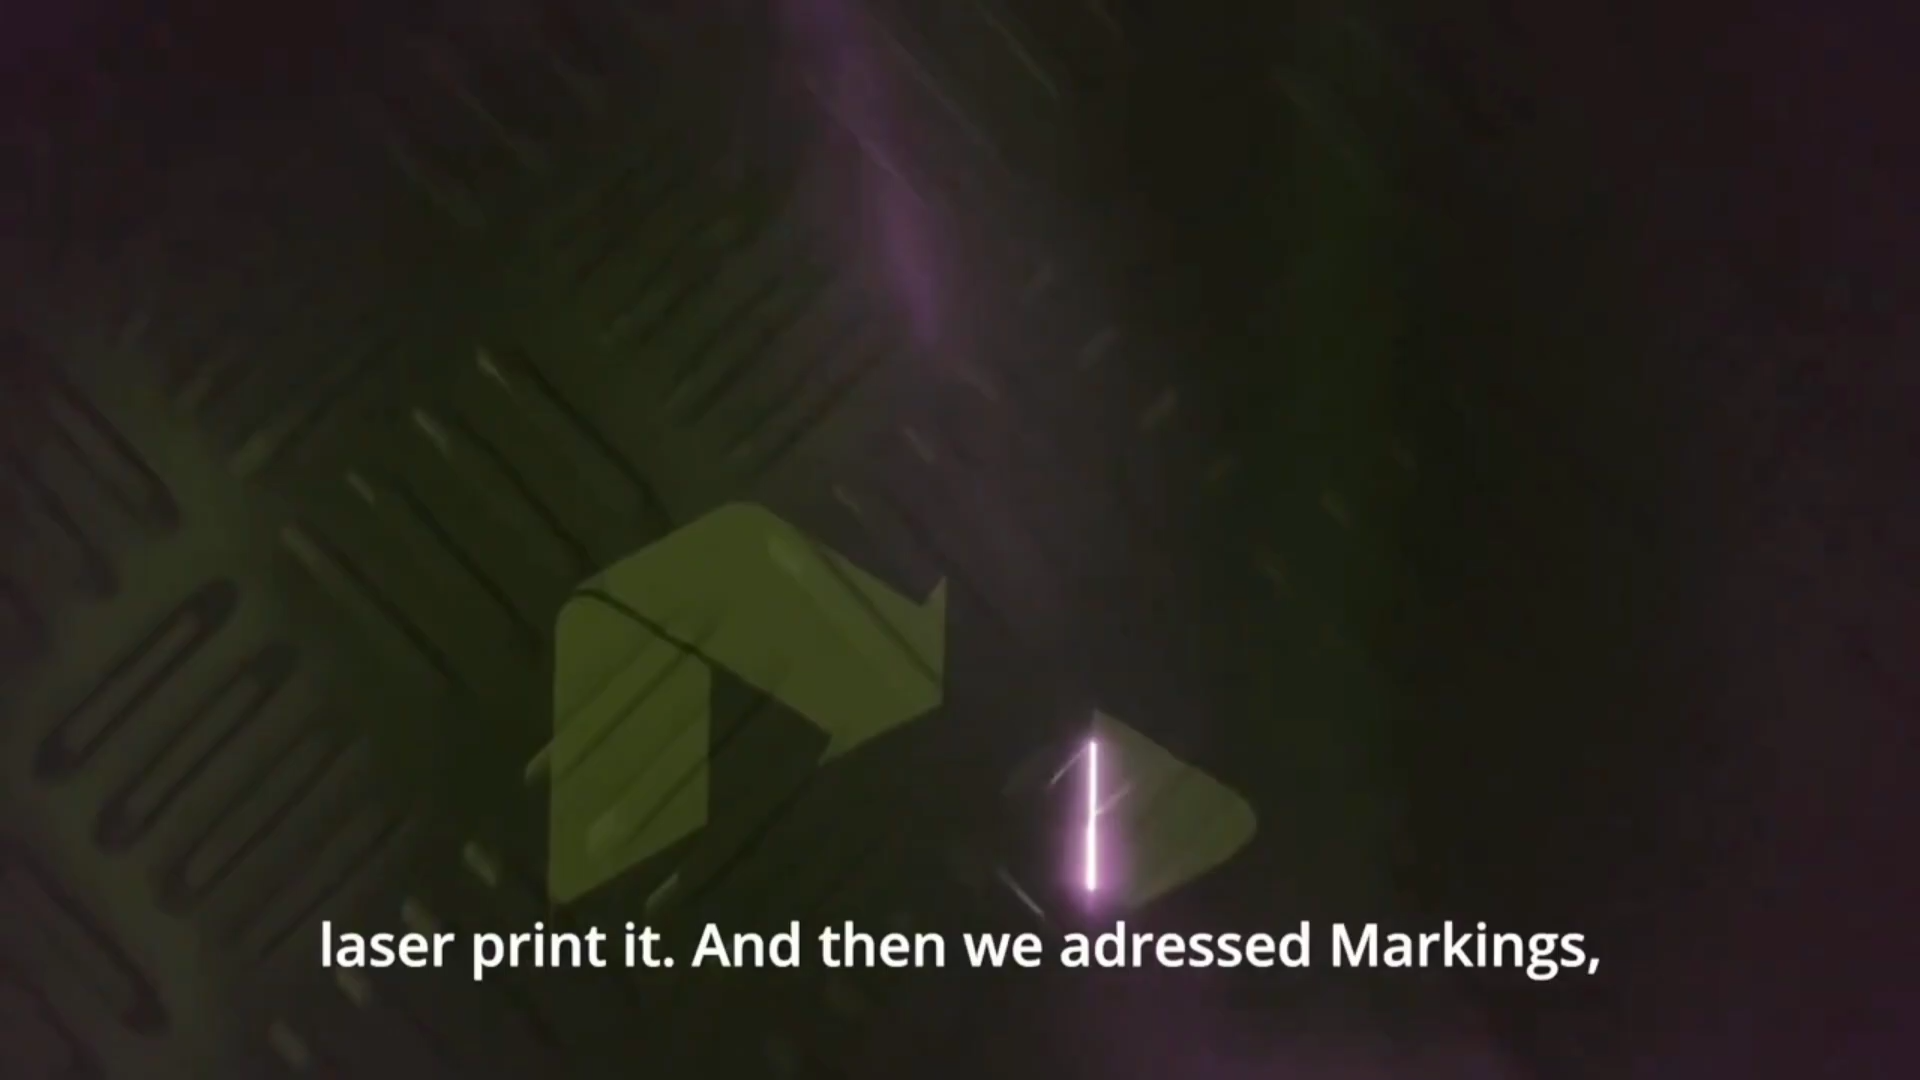 laser print it. And then we adressed Markings,